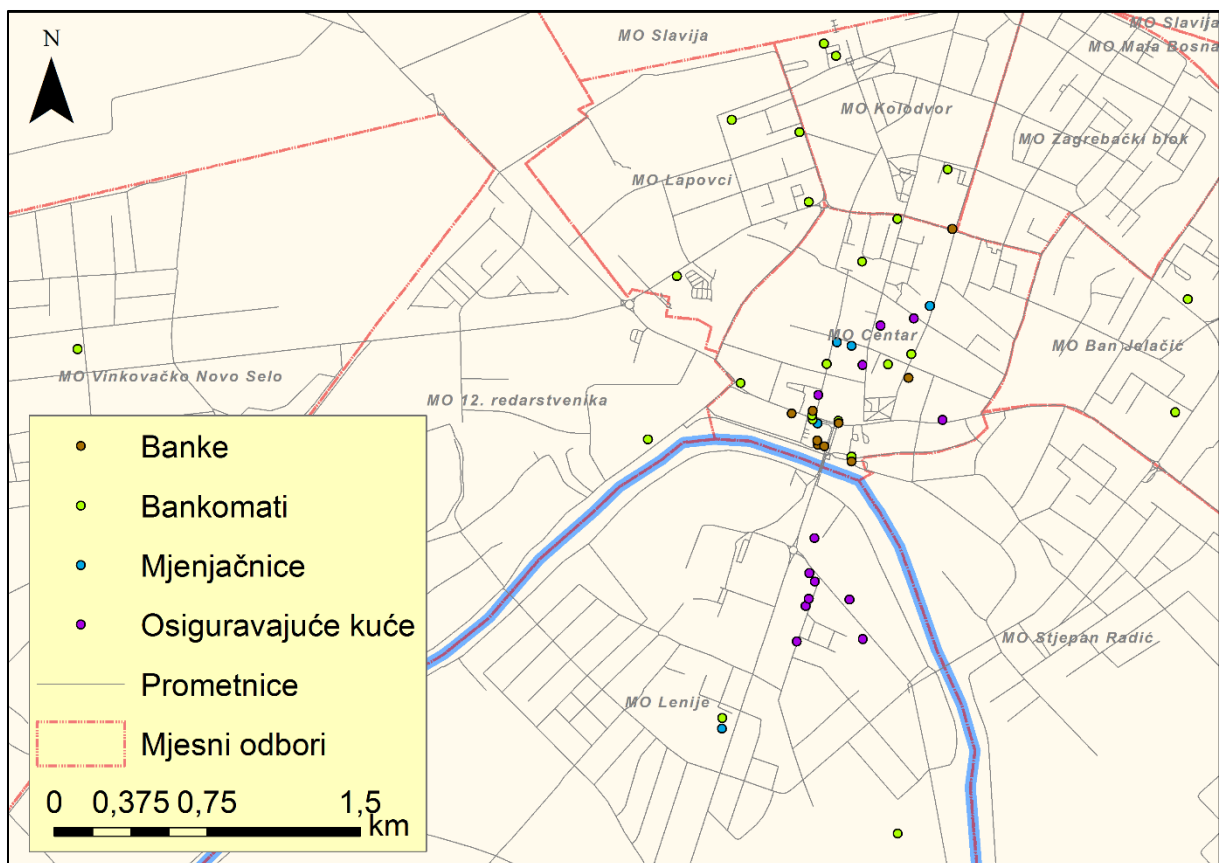 N
MO Slavija
MO Slavija
MO Mala Bosna
MO Kolodvor
MO Zagrebački blok
MO Lapovci
MO Centar
MO Ban Jelačić
MO Vinkovačko Novo Selo
MO 12. redarstvenika
MO Stjepan Radić
MO Lenije
Banke
Bankomati
Mjenjačnice
Osiguravajuće kuće
Prometnice
Mjesni odbori
0 0,375 0,75 1,5
km